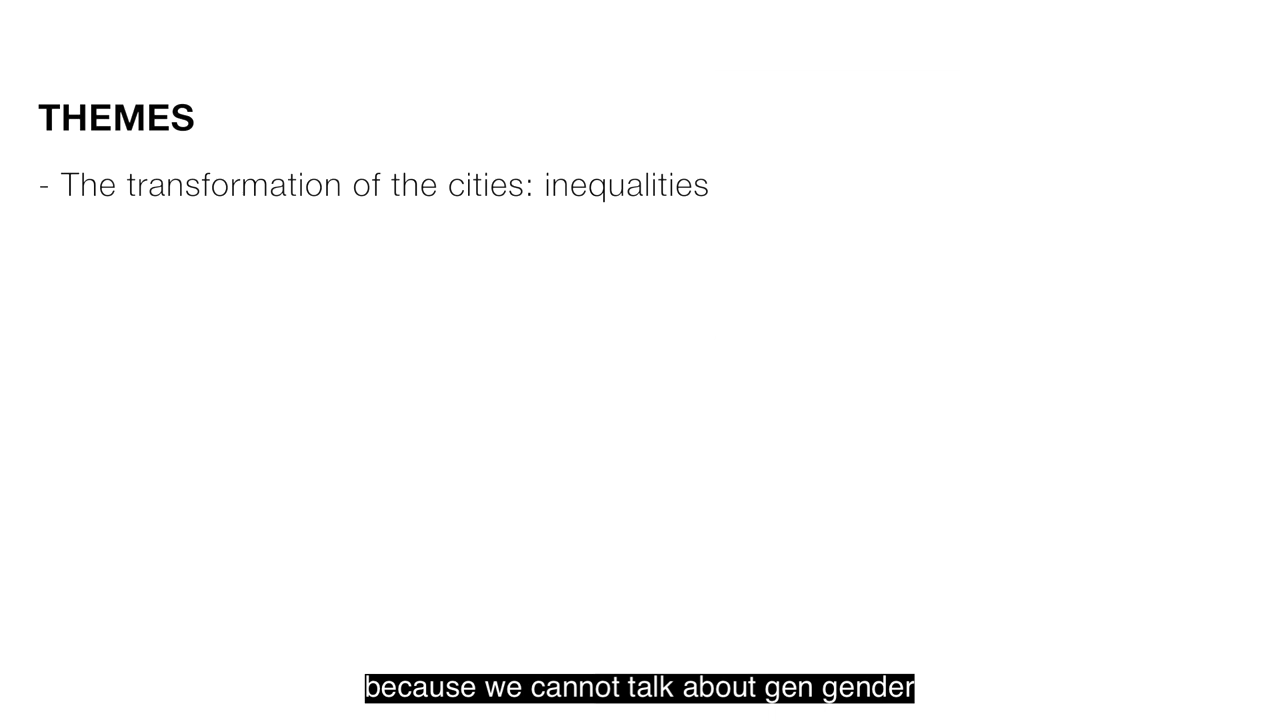 THEMES
- The transformation of the cities: inequalities
because we cannot talk about gen gender